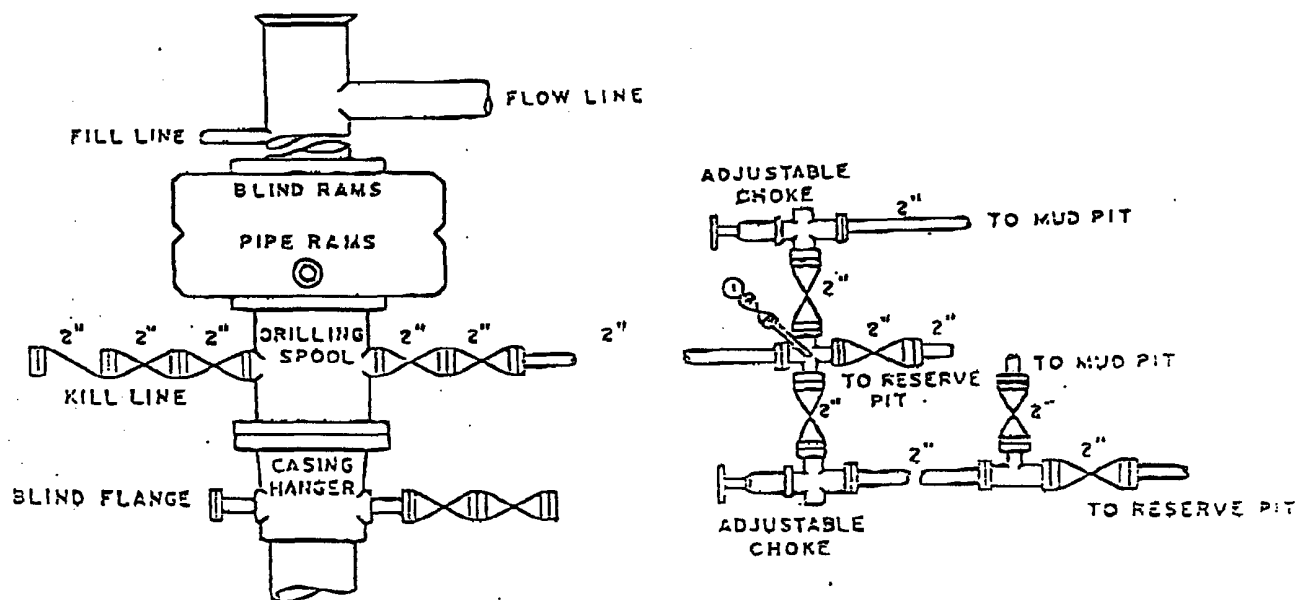 FLOW LINE
FILL LINE
BLIND RAMS
PIPE RAMS
2" 2" 2"
DRILLING
SPOOL
2" 2" 2"
KILL LINE
CASING
HANGER
BLIND FLANGE
ADJUSTABLE
CHOKE
2"
TO MUD PIT
2"
1
2" 2"
TO RESERVE
PIT
TO MUD PIT
2"
2"
2"
2"
TO RESERVE PIT
ADJUSTABLE
CHOKE